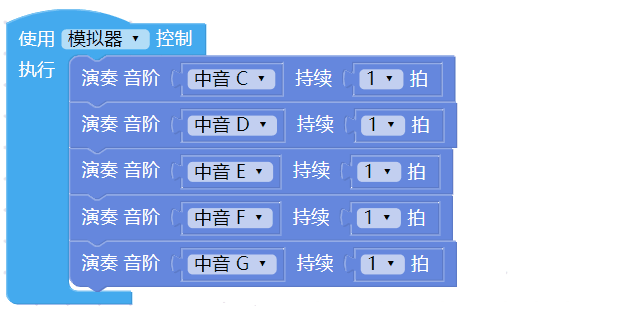 使用 模拟器 控制
执行
演奏 音阶 中音 C 持续 1 拍
演奏 音阶 中音 D 持续 1 拍
演奏 音阶 中音 E 持续 1 拍
演奏 音阶 中音 F 持续 1 拍
演奏 音阶 中音 G 持续 1 拍